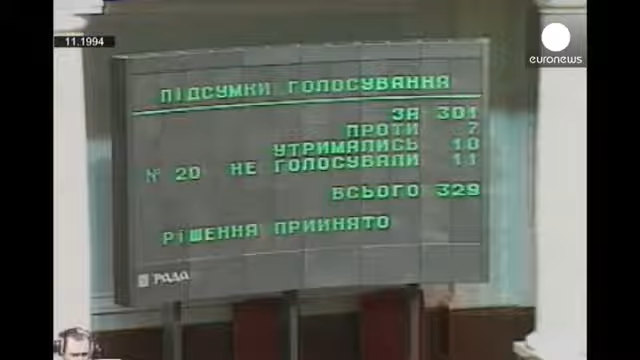 11.1994
euronews
ПІДСУМКИ ГОЛОСУВАННЯ
ЗА 301
ПРОТИ 7
УТРИМАЛИСЬ 10
№ 20 НЕ ГОЛОСУВАЛИ 11
ВСЬОГО 329
РІШЕННЯ ПРИЙНЯТО
РАДА